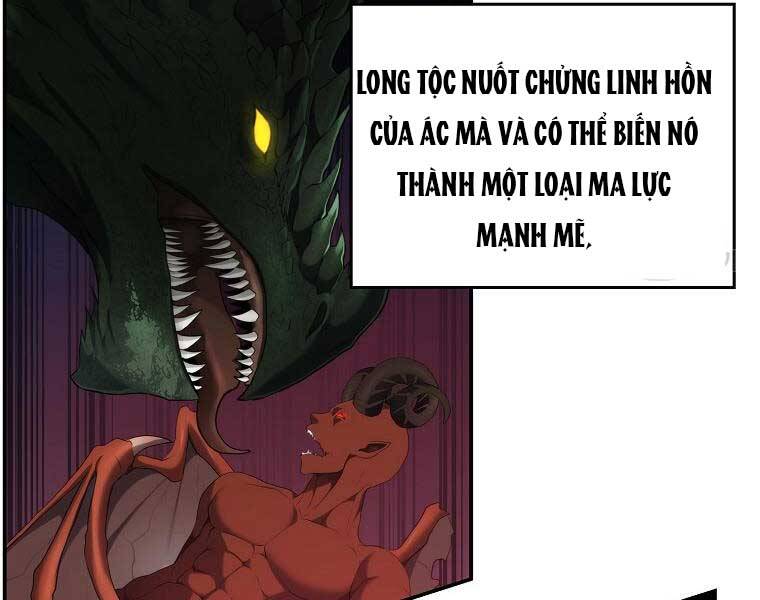 LONG TỘC NUỐT CHỬNG LINH HỒN
CỦA ÁC MÀ VÀ CÓ THỂ BIẾN NÓ
THÀNH MỘT LOẠI MA LỰC
MẠNH MẼ,